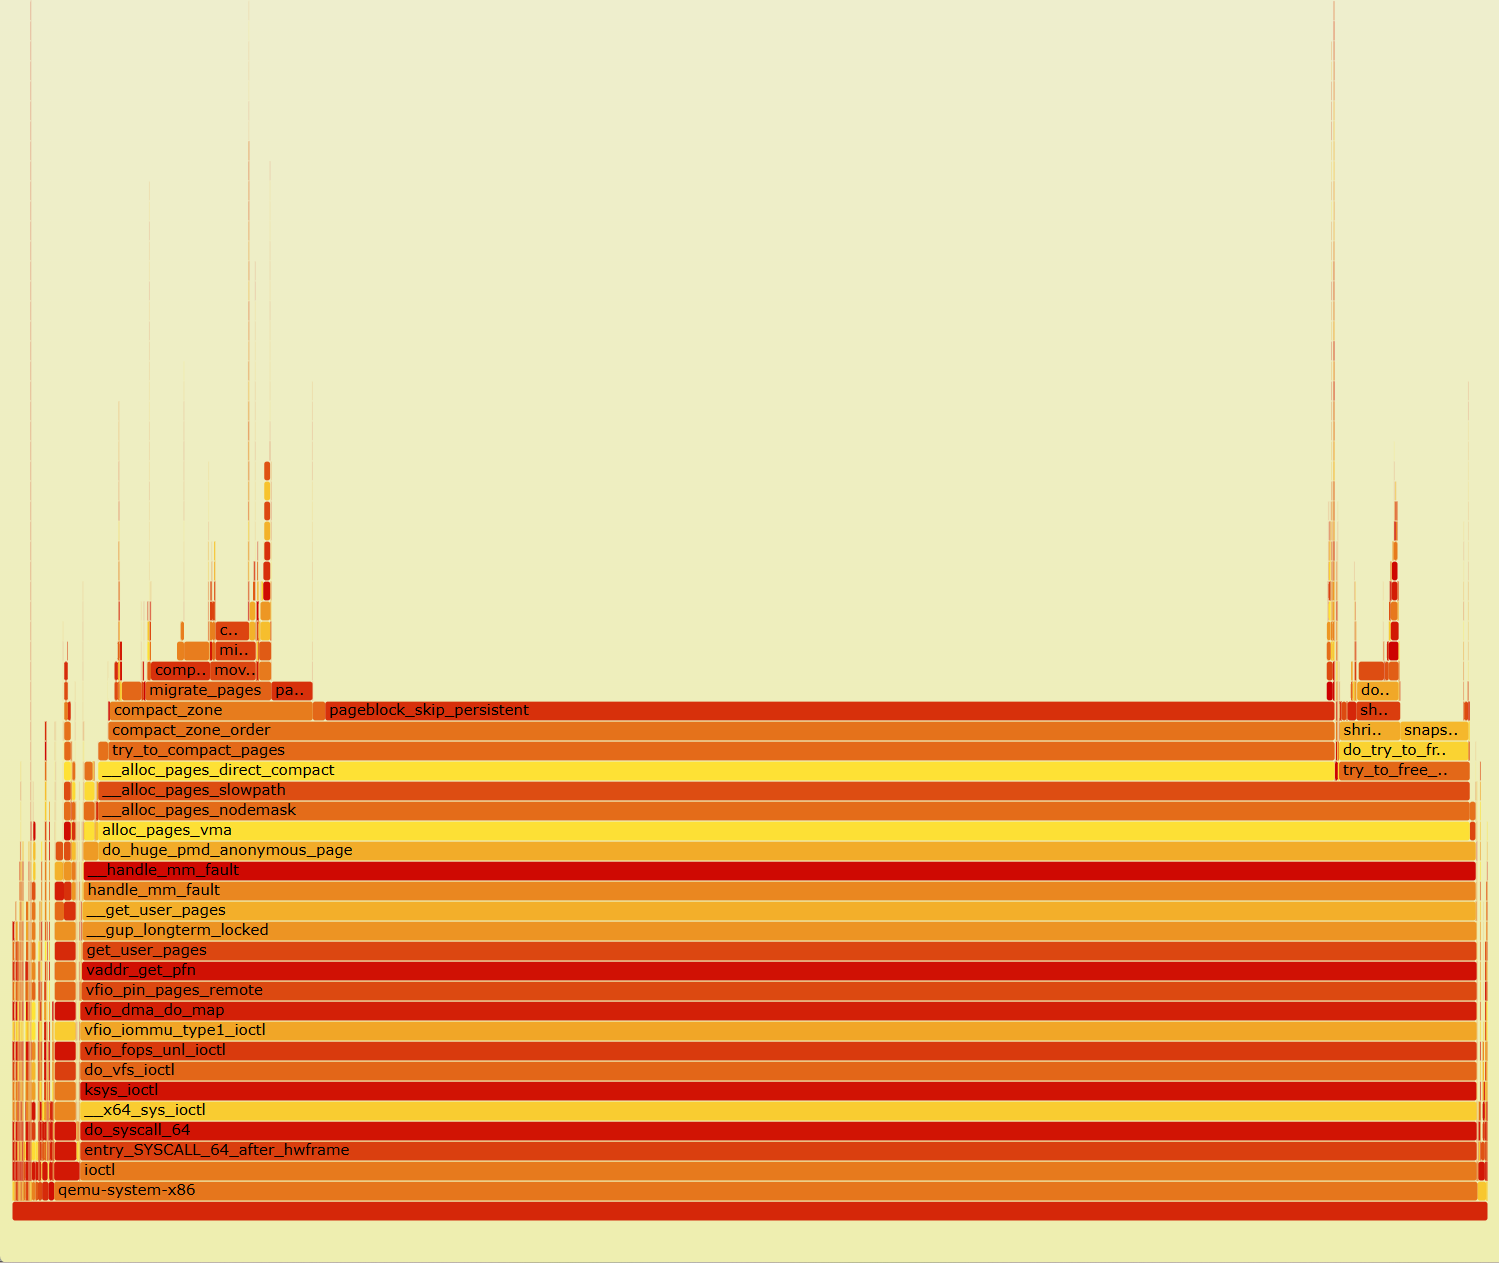 c..
mi..
comp.. mov..
migrate_pages pa.. do..
compact_zone pageblock_skip_persistent sh..
compact_zone_order shri.. snaps..
try_to_compact_pages do_try_to_fr..
__alloc_pages_direct_compact try_to_free_..
__alloc_pages_slowpath
__alloc_pages_nodemask
alloc_pages_vma
do_huge_pmd_anonymous_page
__handle_mm_fault
handle_mm_fault
__get_user_pages
__gup_longterm_locked
get_user_pages
vaddr_get_pfn
vfio_pin_pages_remote
vfio_dma_do_map
vfio_iommu_type1_ioctl
vfio_fops_unl_ioctl
do_vfs_ioctl
ksys_ioctl
__x64_sys_ioctl
do_syscall_64
entry_SYSCALL_64_after_hwframe
ioctl
qemu-system-x86